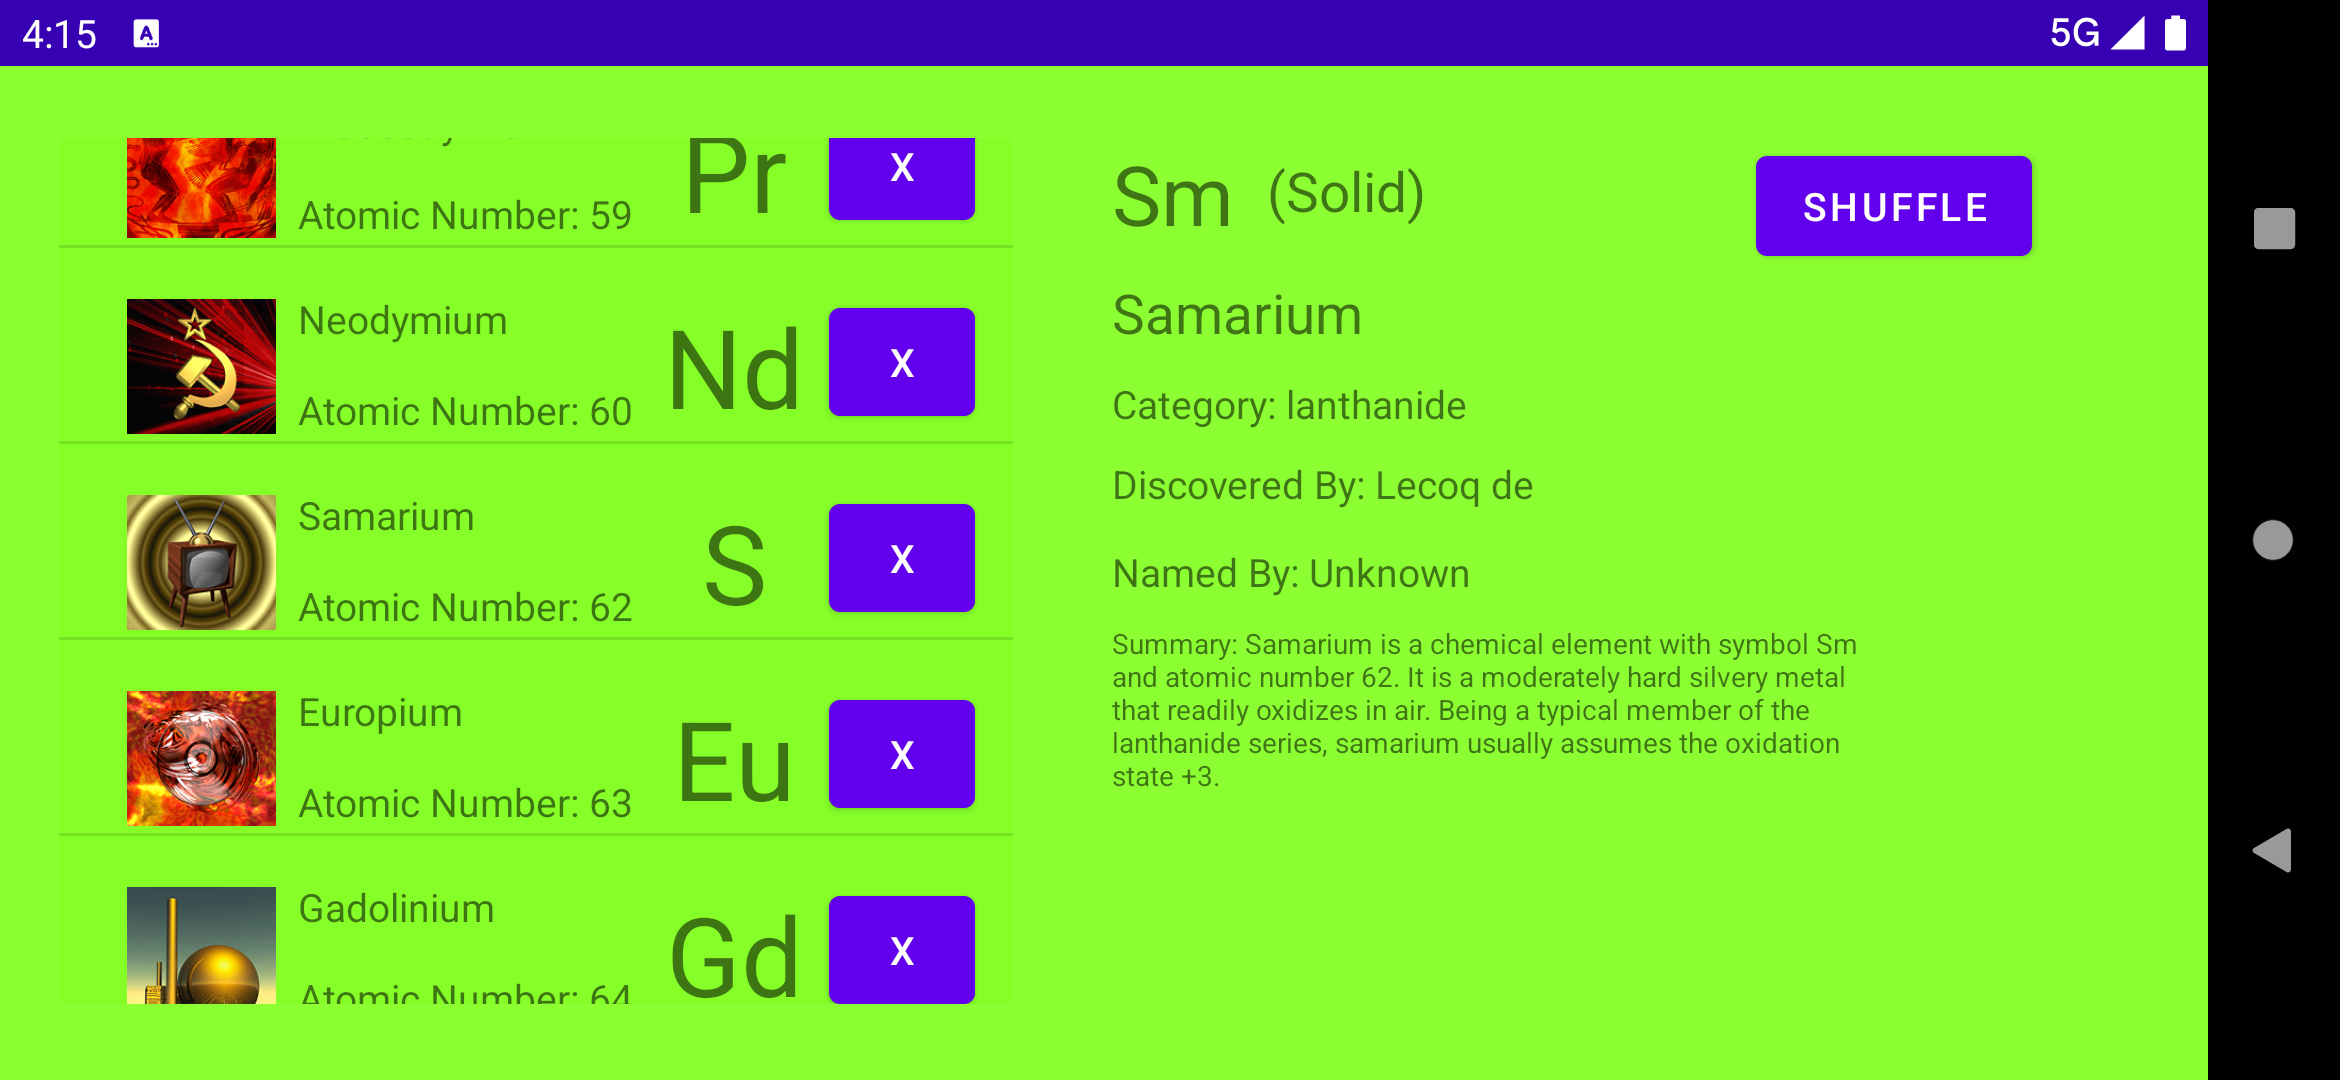 4:15
A
5G
Pr
X
Atomic Number: 59
Neodymium
Nd
X
Atomic Number: 60
Samarium
S
X
Atomic Number: 62
Europium
Eu
X
Atomic Number: 63
Gadolinium
Gd
X
Atomic Number: 64
Sm (Solid)
SHUFFLE
Samarium
Category: lanthanide
Discovered By: Lecoq de
Named By: Unknown
Summary: Samarium is a chemical element with symbol Sm
and atomic number 62. It is a moderately hard silvery metal
that readily oxidizes in air. Being a typical member of the
lanthanide series, samarium usually assumes the oxidation
state +3.